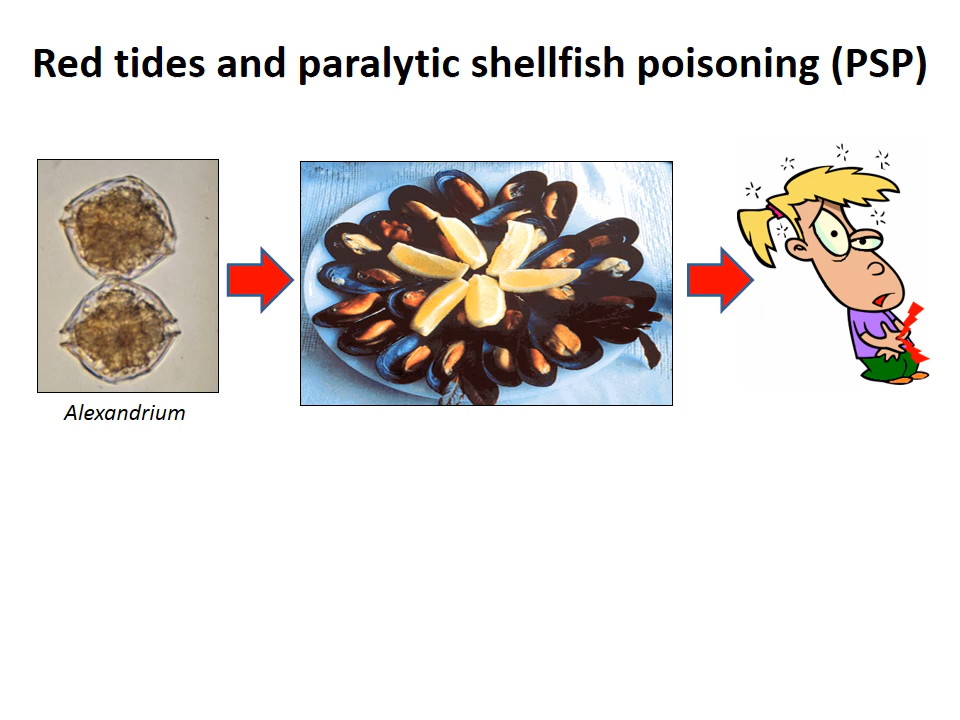 Red tides and paralytic shellfish poisoning (PSP)
Alexandrium